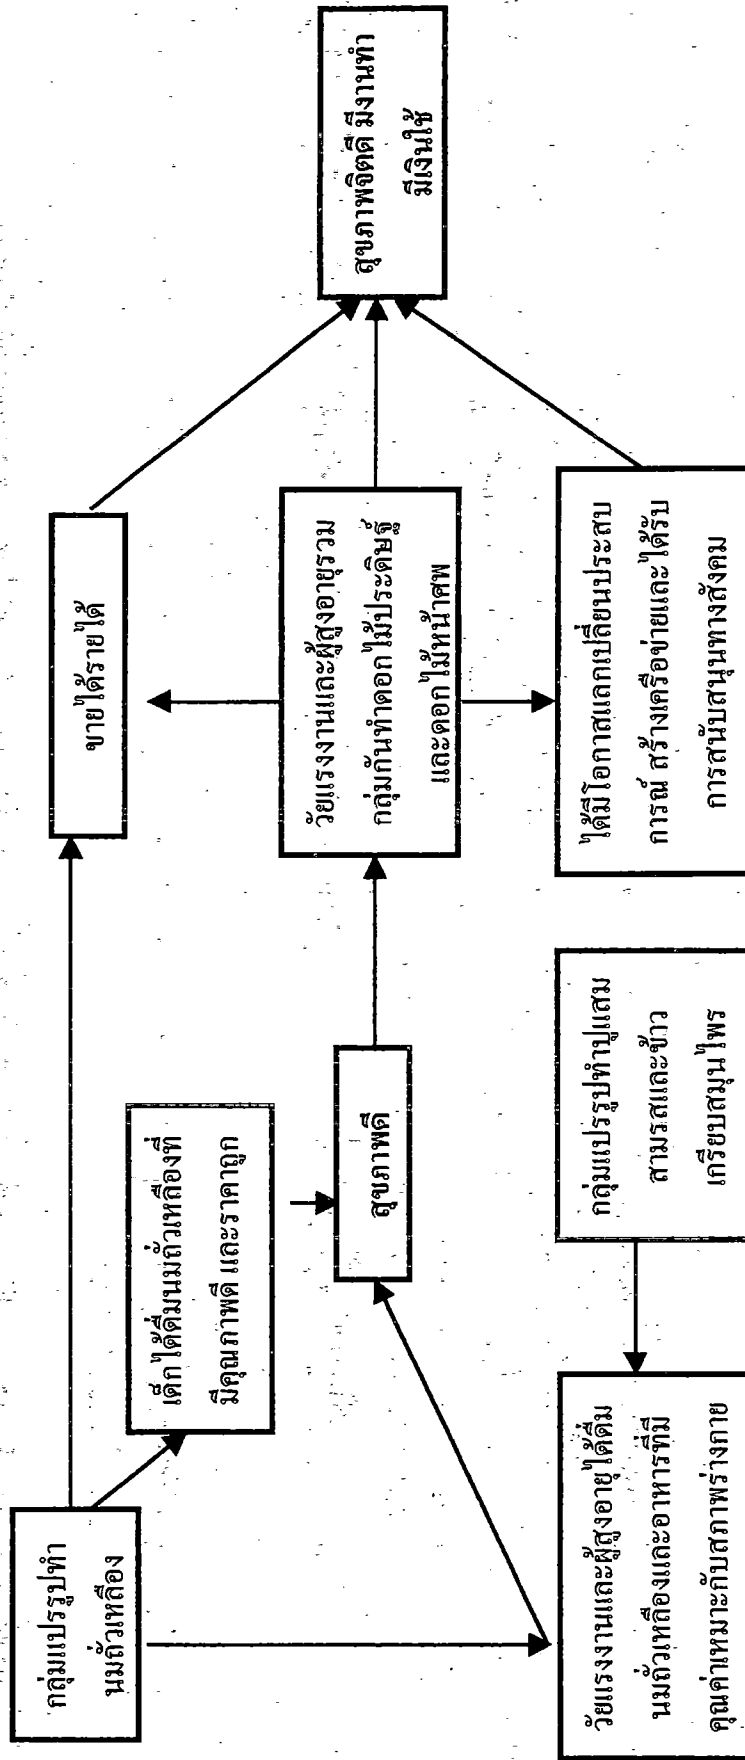 กลุ่มแปรรูปทำ
นมถั่วเหลือง
เด็กได้ดื่มนมถั่วเหลืองที่
มีคุณภาพดี และราคาถูก
ขายได้รายได้
สุขภาพดี
วัยแรงงานและผู้สูงอายุรวม
กลุ่มกันทำดอกไม้ประดิษฐ์
และดอกไม้หน้าศพ
สุขภาพจิตดี มีงานทำ
มีเงินใช้
วัยแรงงานและผู้สูงอายุได้ดื่ม
นมถั่วเหลืองและอาหารที่มี
คุณค่าเหมาะกับสภาพร่างกาย
กลุ่มแปรรูปทำปูแสม
สามรสและข้าว
เกรียบสมุนไพร
ได้มีโอกาสแลกเปลี่ยนประสบ
การณ์ สร้างเครือข่ายและได้รับ
การสนับสนุนทางสังคม